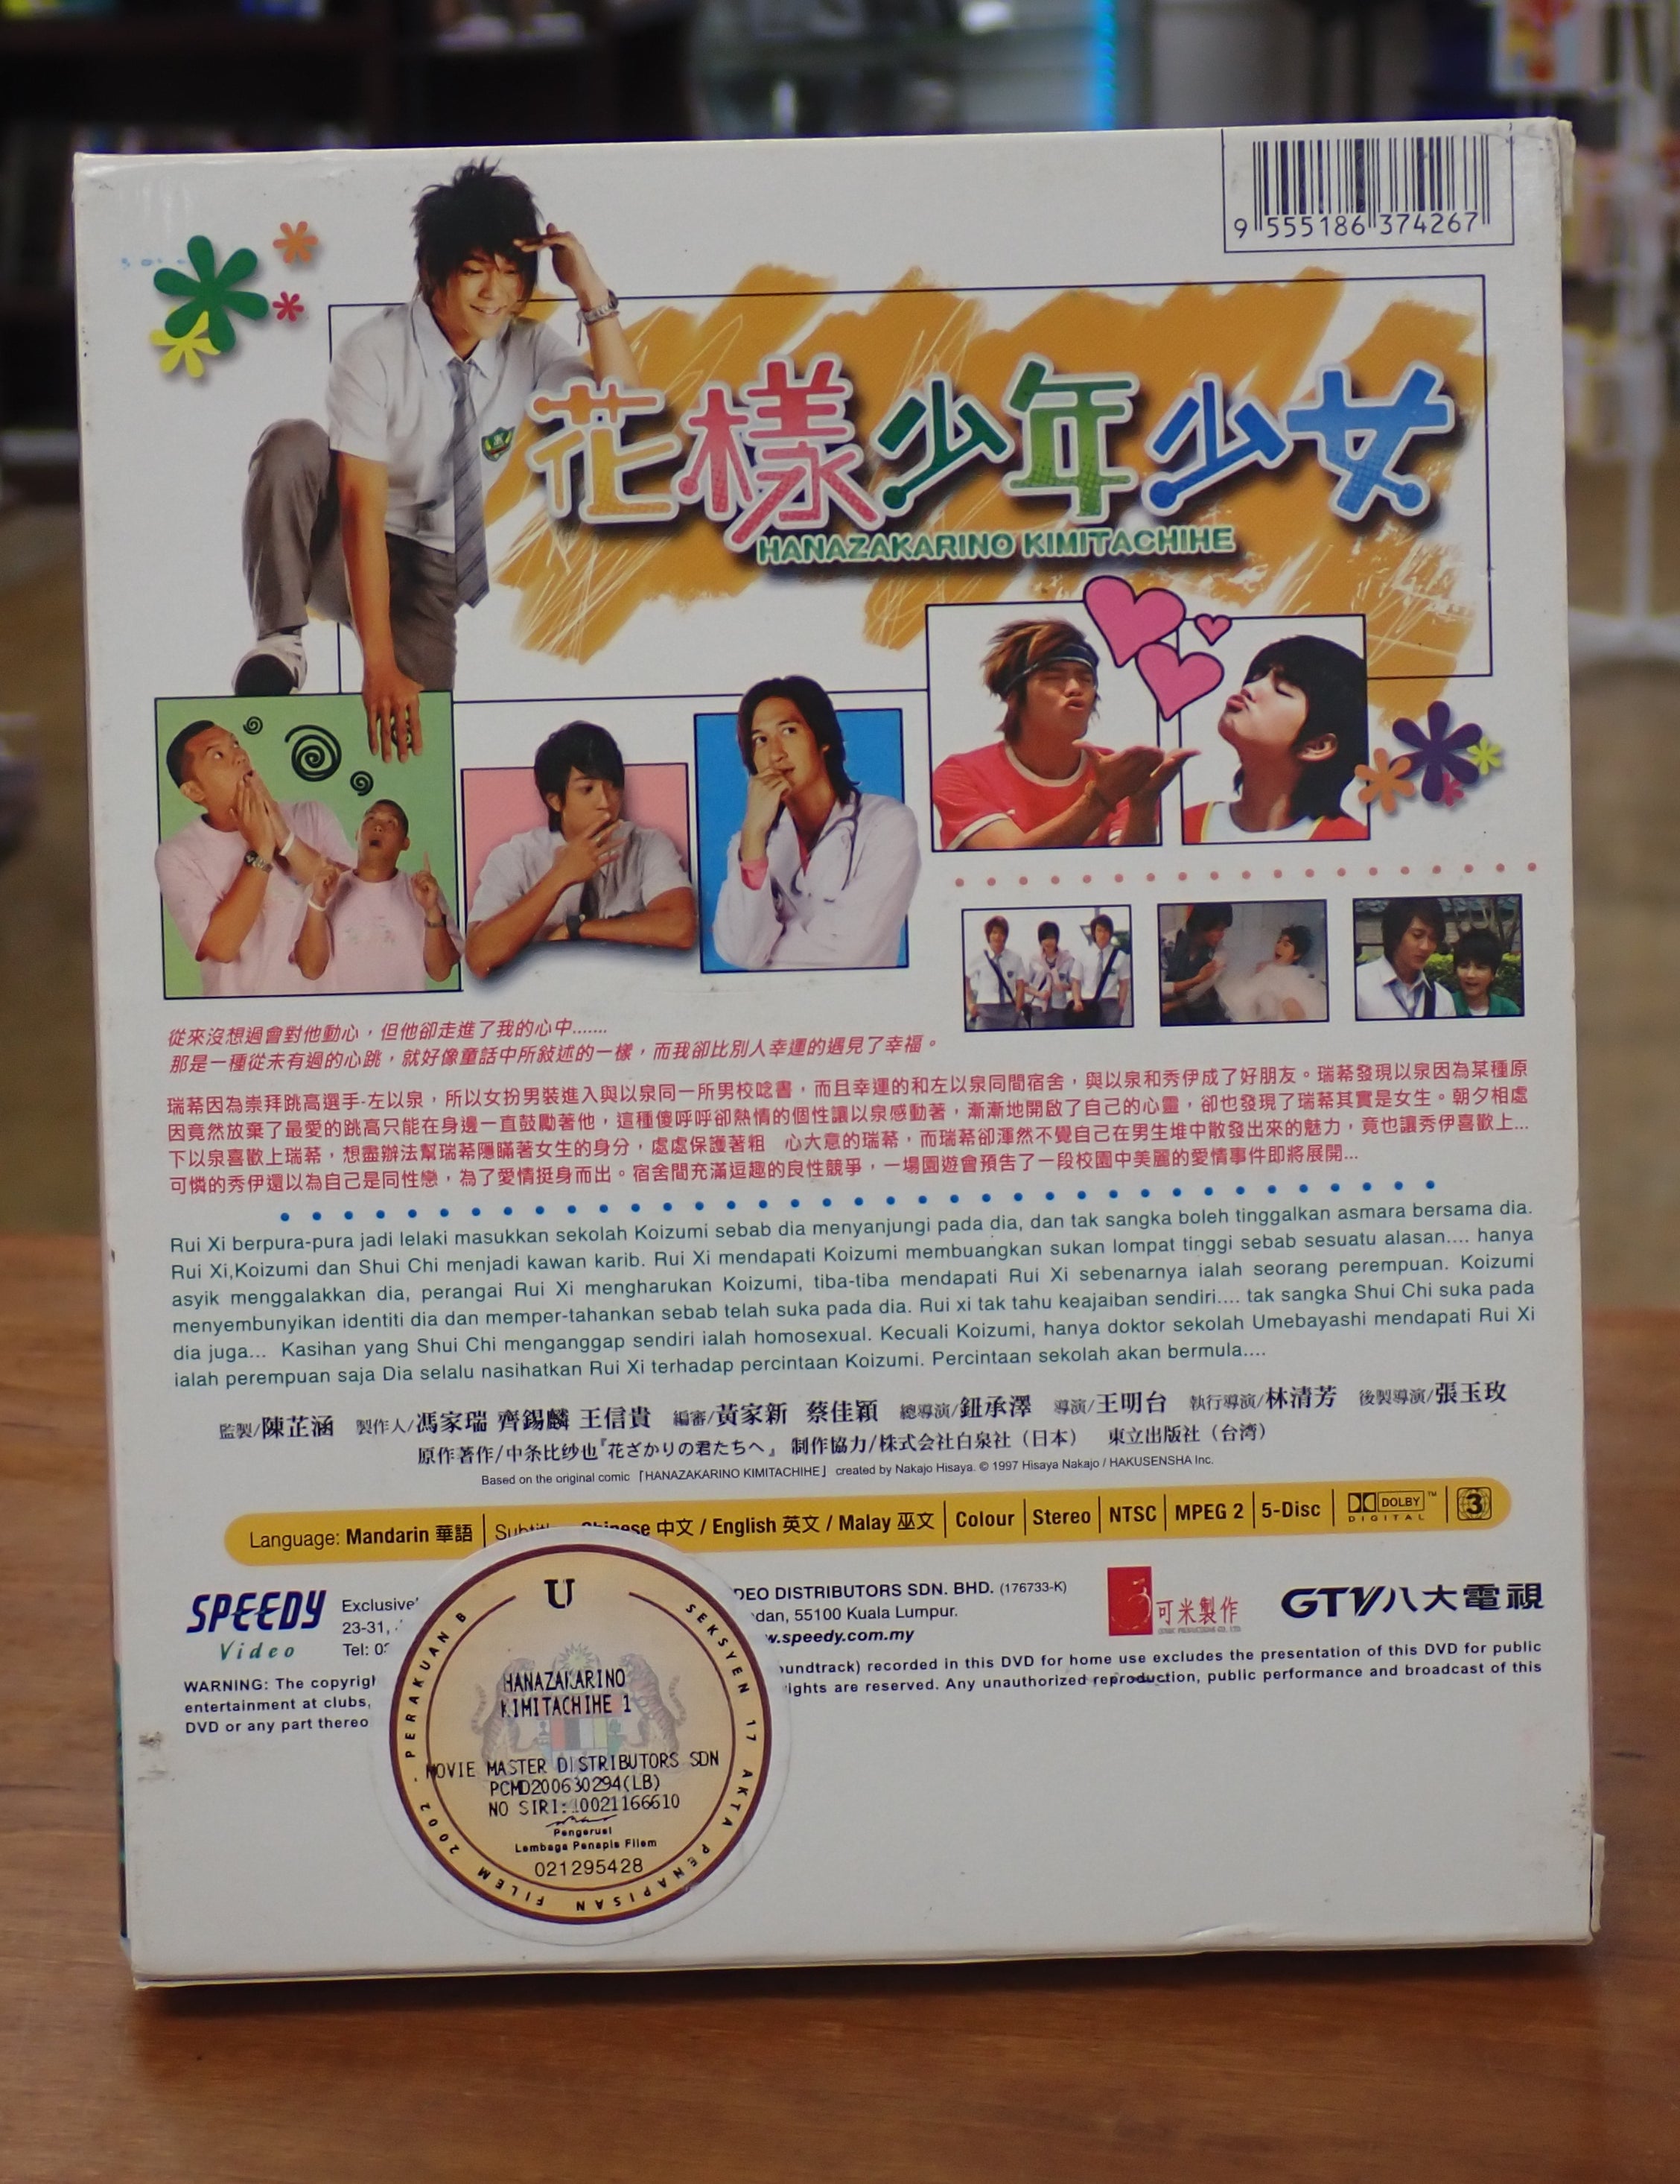 9 555186 374267
花樣少年少女
HANAZAKARINO KIMITACHIHE
從來沒想過會對他動心，但他卻走進了我的心中.......
那是一種從未有過的心跳，就好像童話中所敍述的一樣，而我卻比別人幸運的遇見了幸福。
瑞蕃因為崇拜跳高選手-左以泉，所以女扮男裝進入與以泉同一所男校唸書，而且幸運的和左以泉同間宿舍，與以泉和秀伊成了好朋友。瑞蕃發現以泉因為某種原
因竟然放棄了最愛的跳高只能在身邊一直鼓勵著他，這種傻呼呼卻熱情的個性讓以泉感動著，漸漸地開啟了自己的心靈，卻也發現了瑞蕃其實是女生。朝夕相處
下以泉喜歡上瑞蕃，想盡辦法幫瑞蕃隱瞞著女生的身分，處處保護著粗　心大意的瑞蕃，而瑞蕃卻渾然不覺自己在男生堆中散發出來的魅力，竟也讓秀伊喜歡上...
可憐的秀伊還以為自己是同性戀，為了愛情挺身而出。宿舍間充滿逗趣的良性競爭，一場園遊會預告了一段校園中美麗的愛情事件即將展開...
Rui Xi berpura-pura jadi lelaki masukkan sekolah Koizumi sebab dia menyanjungi pada dia, dan tak sangka boleh tinggalkan asmara bersama dia.
Rui Xi,Koizumi dan Shui Chi menjadi kawan karib. Rui Xi mendapati Koizumi membuangkan sukan lompat tinggi sebab sesuatu alasan.... hanya
asyik menggalakkan dia, perangai Rui Xi mengharukan Koizumi, tiba-tiba mendapati Rui Xi sebenarnya ialah seorang perempuan. Koizumi
menyembunyikan identiti dia dan memper-tahankan sebab telah suka pada dia. Rui xi tak tahu keajaiban sendiri.... tak sangka Shui Chi suka pada
dia juga... Kasihan yang Shui Chi menganggap sendiri ialah homosexual. Kecuali Koizumi, hanya doktor sekolah Umebayashi mendapati Rui Xi
ialah perempuan saja Dia selalu nasihatkan Rui Xi terhadap percintaan Koizumi. Percintaan sekolah akan bermula....
監製/陳芷涵 製作人/馮家瑞 齊錫麟 王信貴 編審/黃家新 蔡佳穎 總導演/鈕承澤 導演/王明台 執行導演/林清芳 後製導演/張玉玫
原作著作/中条比紗也『花ざかりの君たちへ』 制作協力/株式会社白泉社（日本） 東立出版社（台湾）
Based on the original comic 「HANAZAKARINO KIMITACHIHE」 created by Nakajo Hisaya. © 1997 Hisaya Nakajo / HAKUSENSHA Inc.
Language: Mandarin 華語 Chinese 中文 / English 英文 / Malay 巫文 Colour Stereo NTSC MPEG 2 5-Disc DOLBY DIGITAL ™ 3
SPEEDY Video
23-31,
Tel:
DISTRIBUTORS SDN. BHD. (176733-K)
55100 Kuala Lumpur.
.speedy.com.my
可米製作
GTV八大電視
WARNING: The recorded in this DVD for home use excludes the presentation of this DVD for public
entertainment at clubs, are reserved. Any unauthorized reproduction, public performance and broadcast of this
DVD or any part
U
PERAKUAN B SEKSYEN 17 AKTA PENAPISAN FILEM 2002
HANAZAKARINO
KIMITACHIHE 1
MOVIE MASTER DISTRIBUTORS SDN
PCMD200630294(LB)
NO SIRI:10021166610
Pengerusi
Lembaga Penapis Filem
021295428